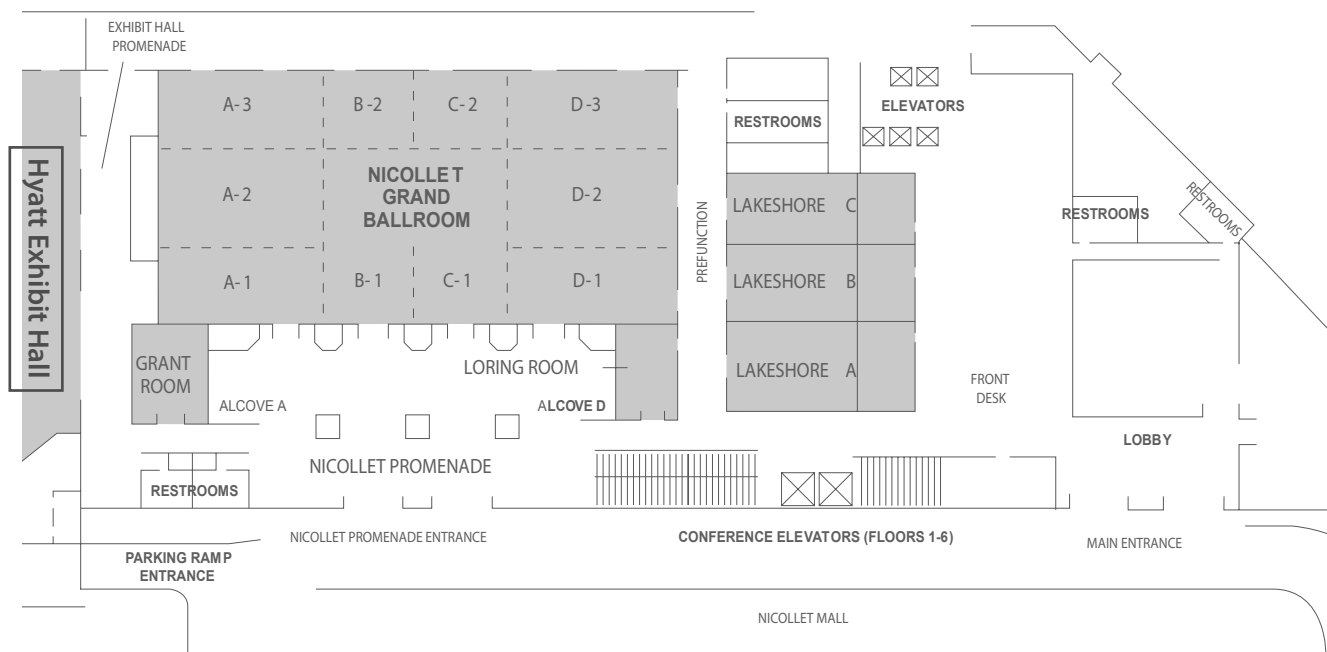 EXHIBIT HALL
PROMENADE
Hyatt Exhibit Hall
A-3
B-2
C-2
D-3
A-2
NICOLLET
GRAND
BALLROOM
D-2
A-1
B-1
C-1
D-1
PREFUNCTION
RESTROOMS
ELEVATORS
LAKESHORE C
LAKESHORE B
LAKESHORE A
RESTROOMS
RESTROOMS
GRANT
ROOM
LORING ROOM
ALCOVE A
ALCOVE D
FRONT
DESK
LOBBY
NICOLLET PROMENADE
RESTROOMS
NICOLLET PROMENADE ENTRANCE
CONFERENCE ELEVATORS (FLOORS 1-6)
MAIN ENTRANCE
PARKING RAMP
ENTRANCE
NICOLLET MALL